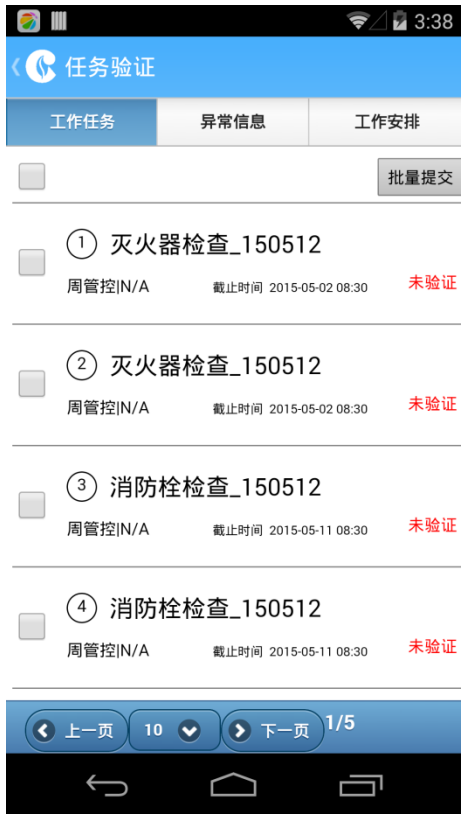 3:38
任务验证
工作任务 异常信息 工作安排
批量提交
1 灭火器检查_150512
周管控|N/A 截止时间 2015-05-02 08:30 未验证
2 灭火器检查_150512
周管控|N/A 截止时间 2015-05-02 08:30 未验证
3 消防栓检查_150512
周管控|N/A 截止时间 2015-05-11 08:30 未验证
4 消防栓检查_150512
周管控|N/A 截止时间 2015-05-11 08:30 未验证
上一页 10 下一页 1/5